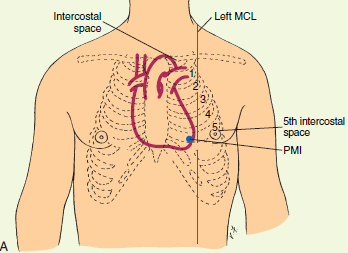 Intercostal
space
Left MCL
1
2
3
4
5
5th intercostal
space
PMI
A